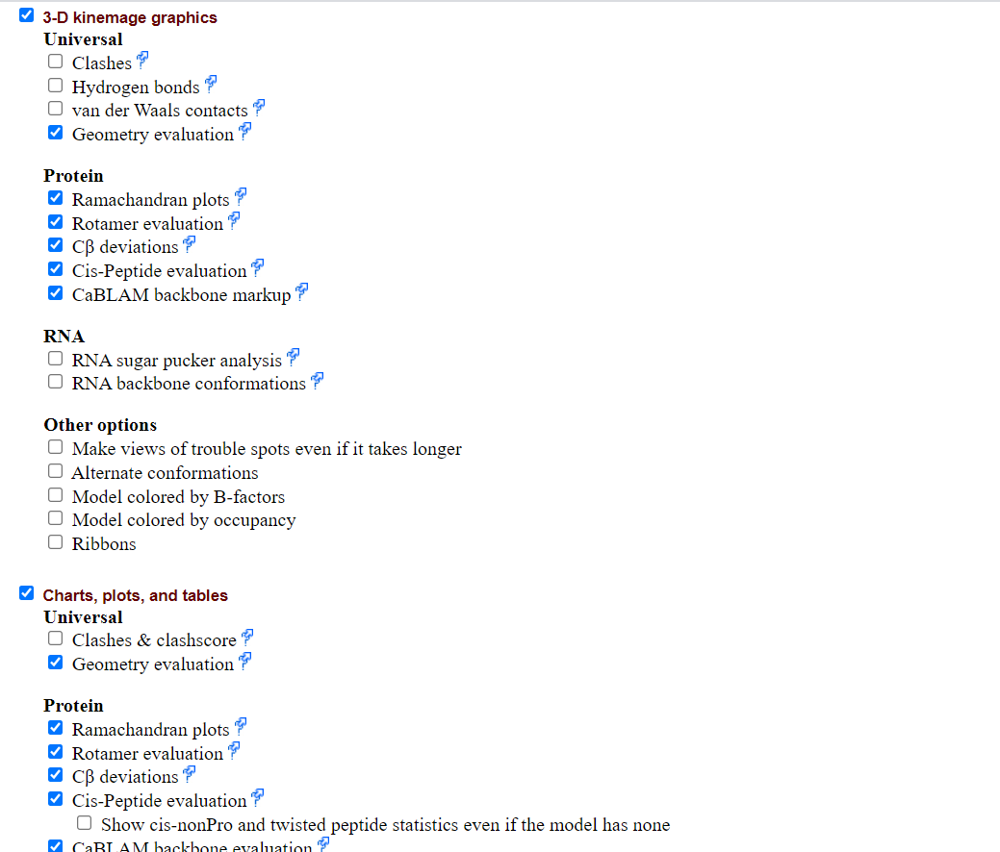 3-D kinemage graphics
Universal
Clashes
Hydrogen bonds
van der Waals contacts
Geometry evaluation
Protein
Ramachandran plots
Rotamer evaluation
Cβ deviations
Cis-Peptide evaluation
CaBLAM backbone markup
RNA
RNA sugar pucker analysis
RNA backbone conformations
Other options
Make views of trouble spots even if it takes longer
Alternate conformations
Model colored by B-factors
Model colored by occupancy
Ribbons
Charts, plots, and tables
Universal
Clashes & clashscore
Geometry evaluation
Protein
Ramachandran plots
Rotamer evaluation
Cβ deviations
Cis-Peptide evaluation
Show cis-nonPro and twisted peptide statistics even if the model has none
CaBLAM backbone evaluation